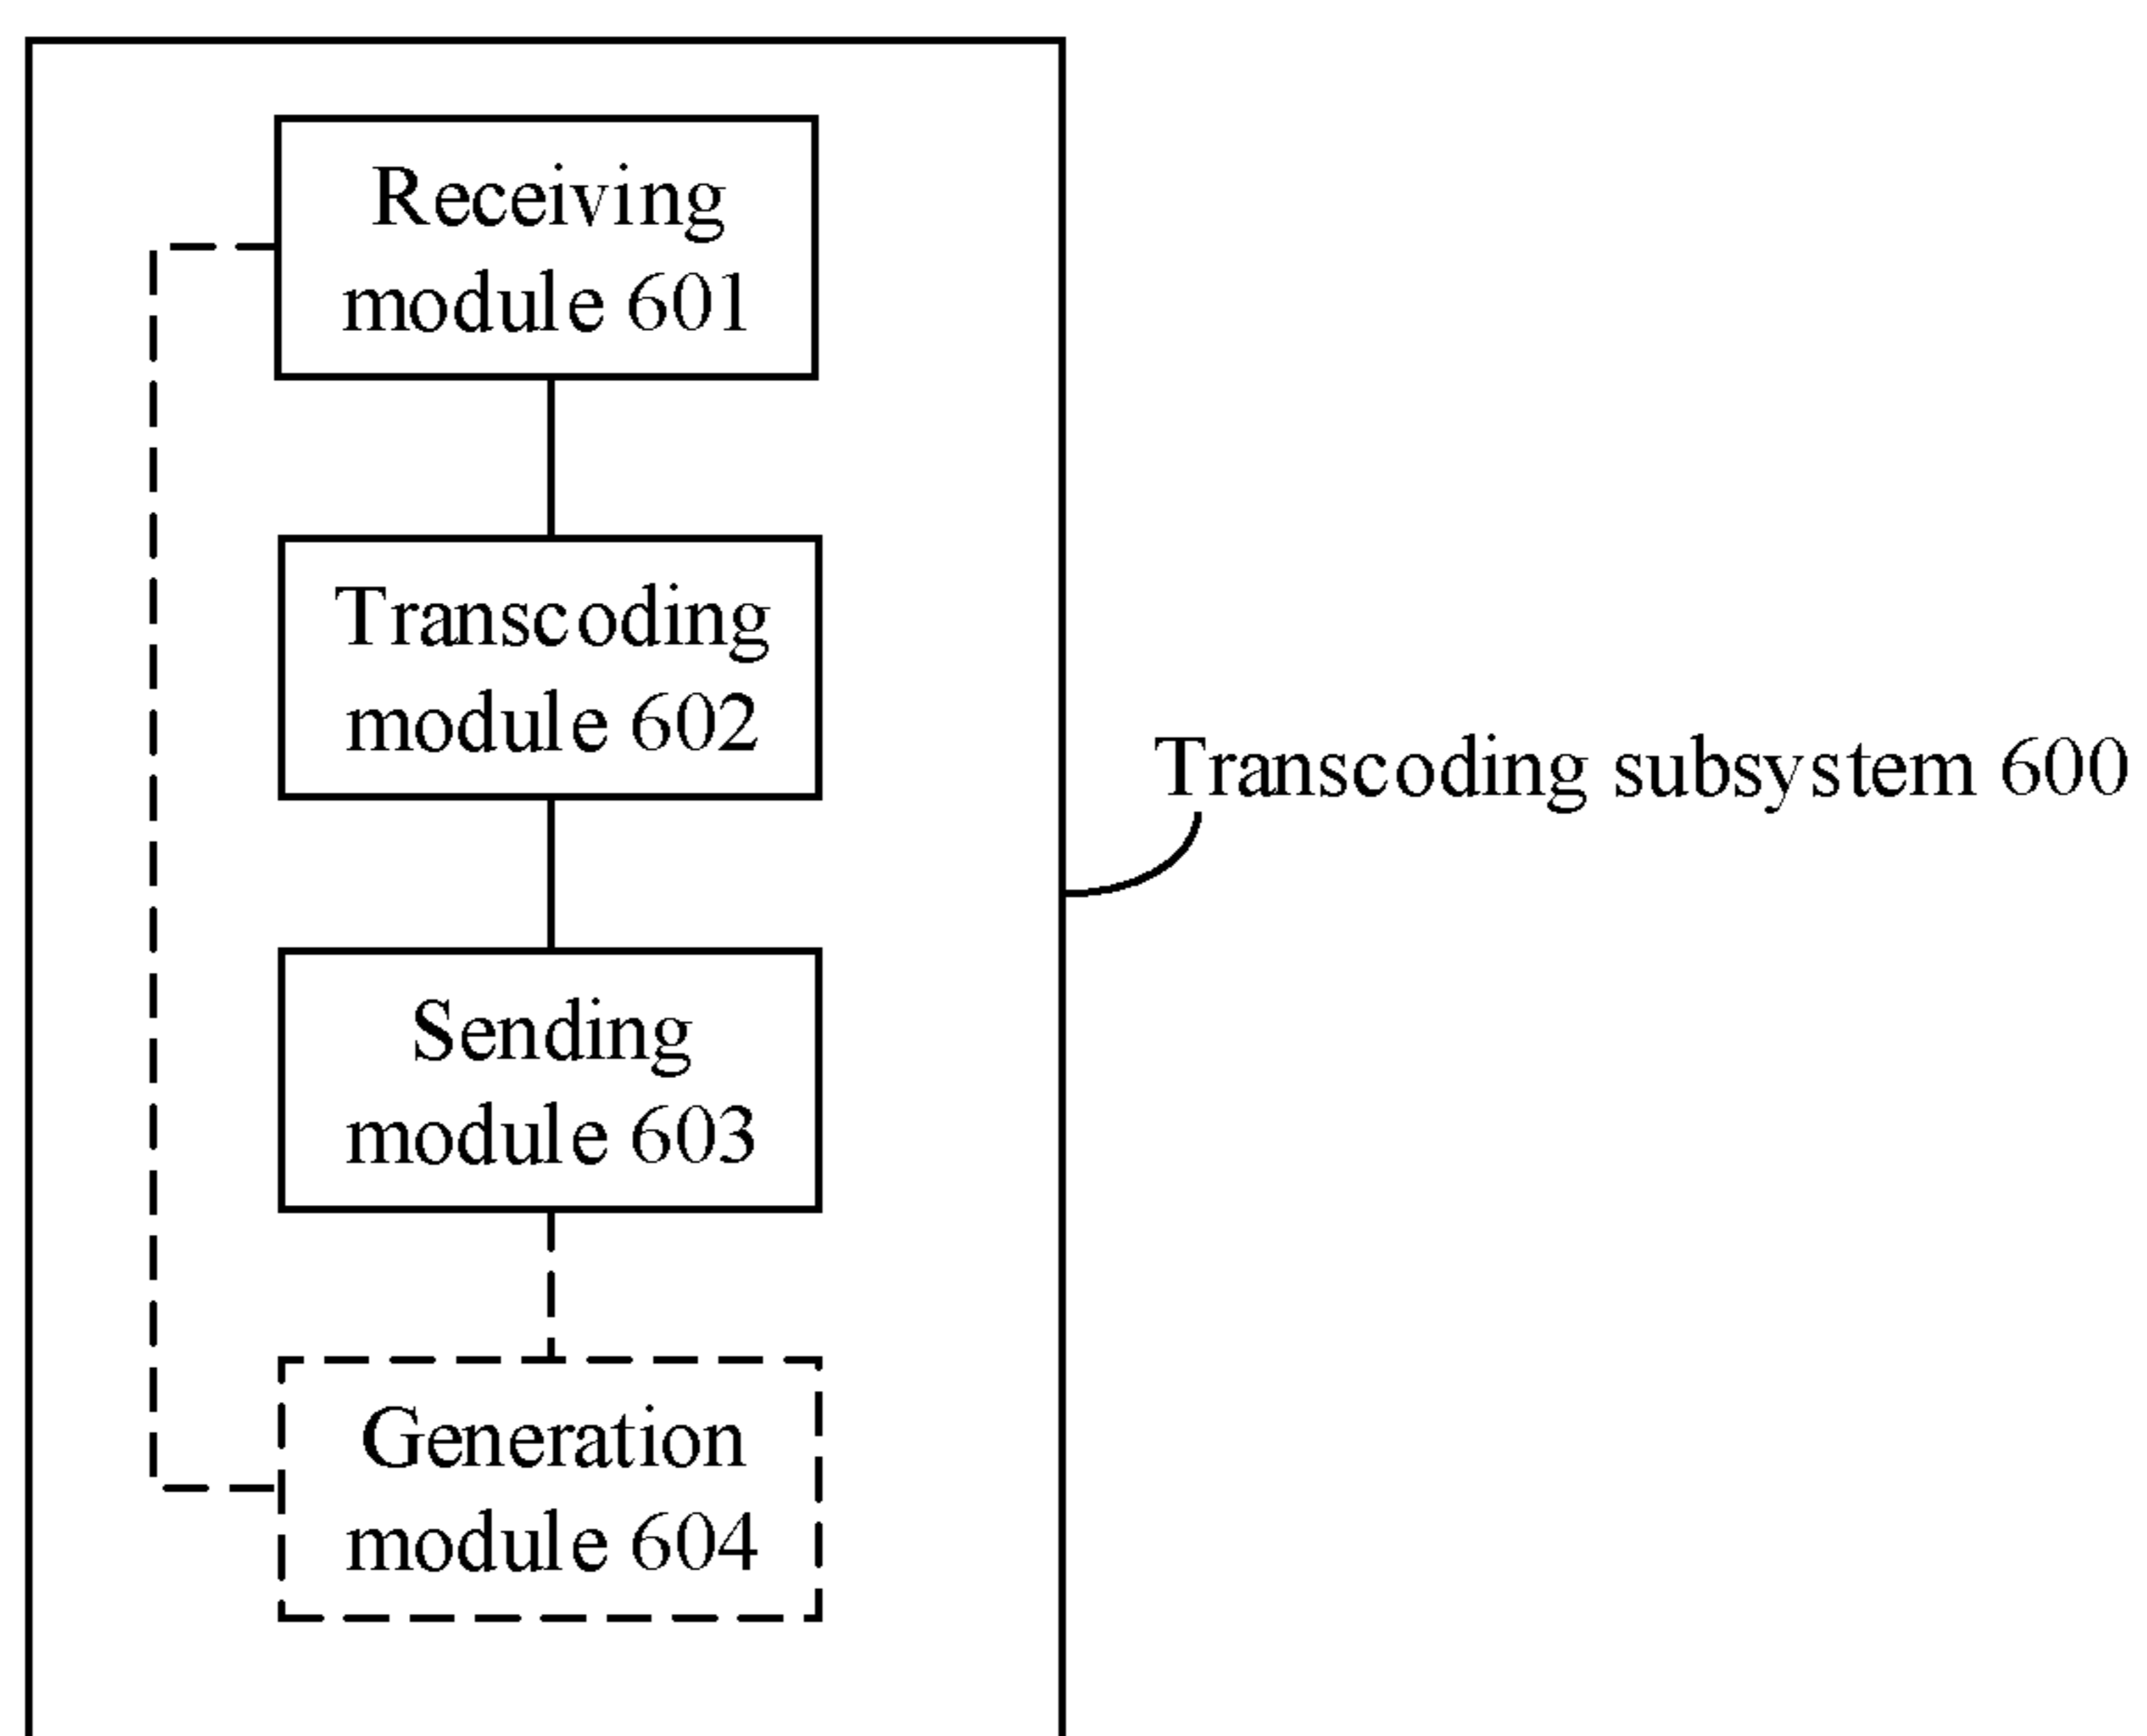 Receiving
module 601
Transcoding
module 602
Transcoding subsystem 600
Sending
module 603
Generation
module 604